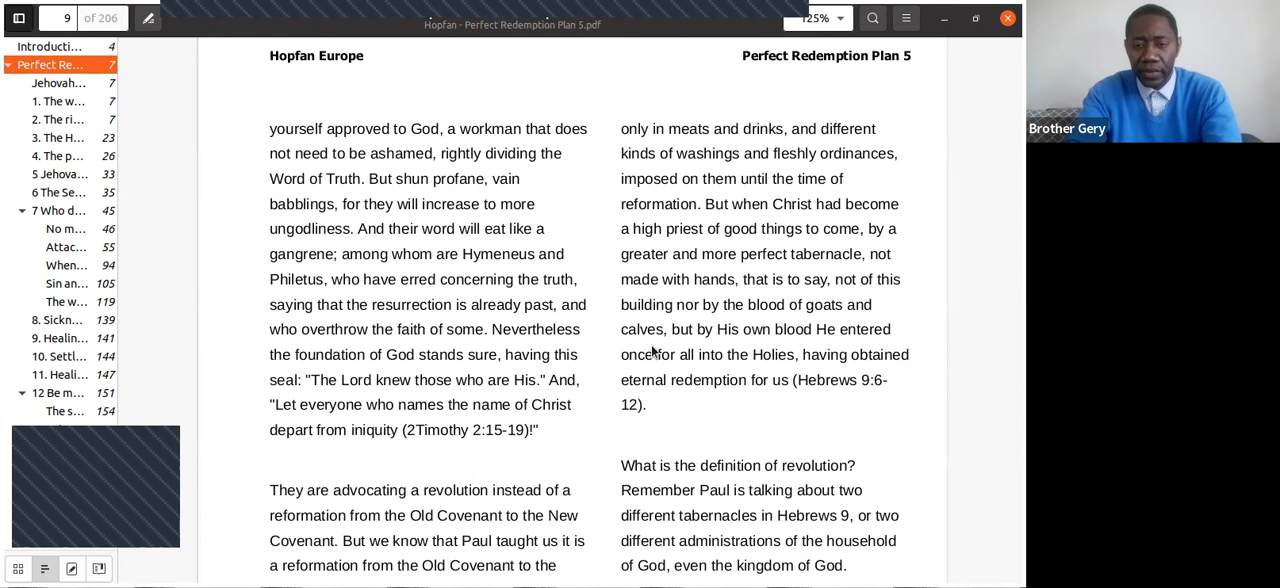 9
of 206
Hopfan - Perfect Redemption Plan 5.pdf
125%
Introducti... 4
Perfect Re... 7
Jehovah... 7
1. The w... 7
2. The ri... 7
3. The H... 23
4. The p... 26
5 Jehova... 33
6 The Se... 35
7 Who d... 45
No m... 46
Attac... 55
When... 94
Sin an... 105
The w... 119
8. Sickn... 139
9. Healin... 141
10. Settl... 144
11. Heali... 147
12 Be m... 151
The s... 154
Hopfan Europe
Perfect Redemption Plan 5
yourself approved to God, a workman that does
not need to be ashamed, rightly dividing the
Word of Truth. But shun profane, vain
babblings, for they will increase to more
ungodliness. And their word will eat like a
gangrene; among whom are Hymeneus and
Philetus, who have erred concerning the truth,
saying that the resurrection is already past, and
who overthrow the faith of some. Nevertheless
the foundation of God stands sure, having this
seal: "The Lord knew those who are His." And,
"Let everyone who names the name of Christ
depart from iniquity (2Timothy 2:15-19)!"
They are advocating a revolution instead of a
reformation from the Old Covenant to the New
Covenant. But we know that Paul taught us it is
a reformation from the Old Covenant to the
only in meats and drinks, and different
kinds of washings and fleshly ordinances,
imposed on them until the time of
reformation. But when Christ had become
a high priest of good things to come, by a
greater and more perfect tabernacle, not
made with hands, that is to say, not of this
building nor by the blood of goats and
calves, but by His own blood He entered
once for all into the Holies, having obtained
eternal redemption for us (Hebrews 9:6-
12).
What is the definition of revolution?
Remember Paul is talking about two
different tabernacles in Hebrews 9, or two
different administrations of the household
of God, even the kingdom of God.
Brother Gery